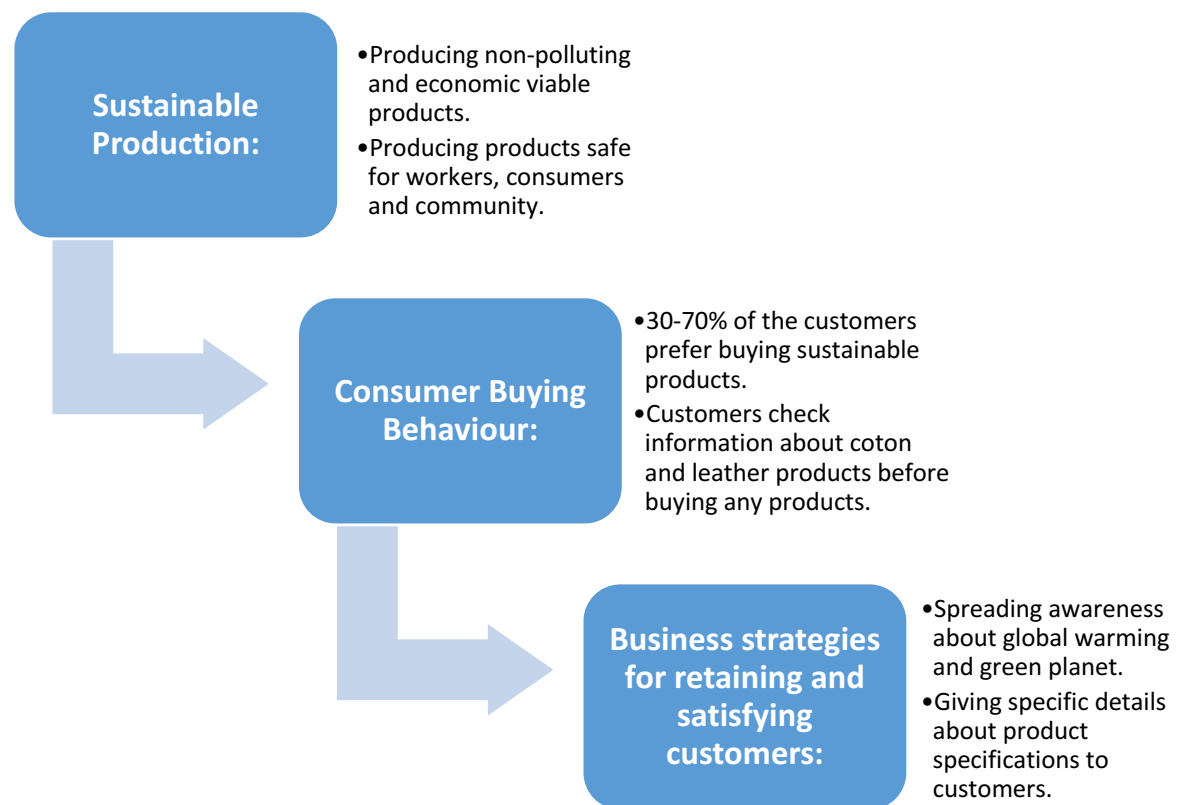 Sustainable
Production:
•Producing non-polluting
and economic viable
products.
•Producing products safe
for workers, consumers
and community.
Consumer Buying
Behaviour:
•30-70% of the customers
prefer buying sustainable
products.
•Customers check
information about coton
and leather products before
buying any products.
Business strategies
for retaining and
satisfying
customers:
•Spreading awareness
about global warming
and green planet.
•Giving specific details
about product
specifications to
customers.